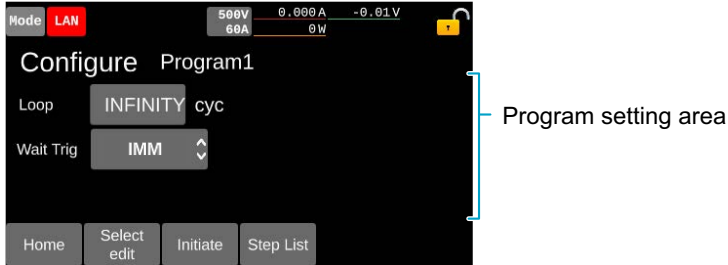 Mode LAN 500V 0.000A -0.01V
60A 0W
Configure Program1
Loop INFINITY cyc
Program setting area
Wait Trig IMM
Home Select edit Initiate Step List